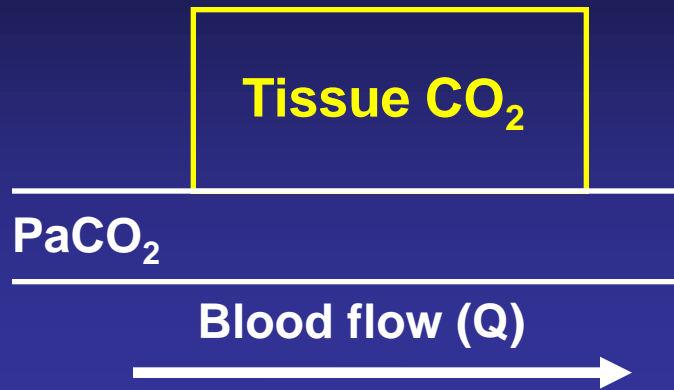 Tissue CO₂
PaCO₂
Blood flow (Q)